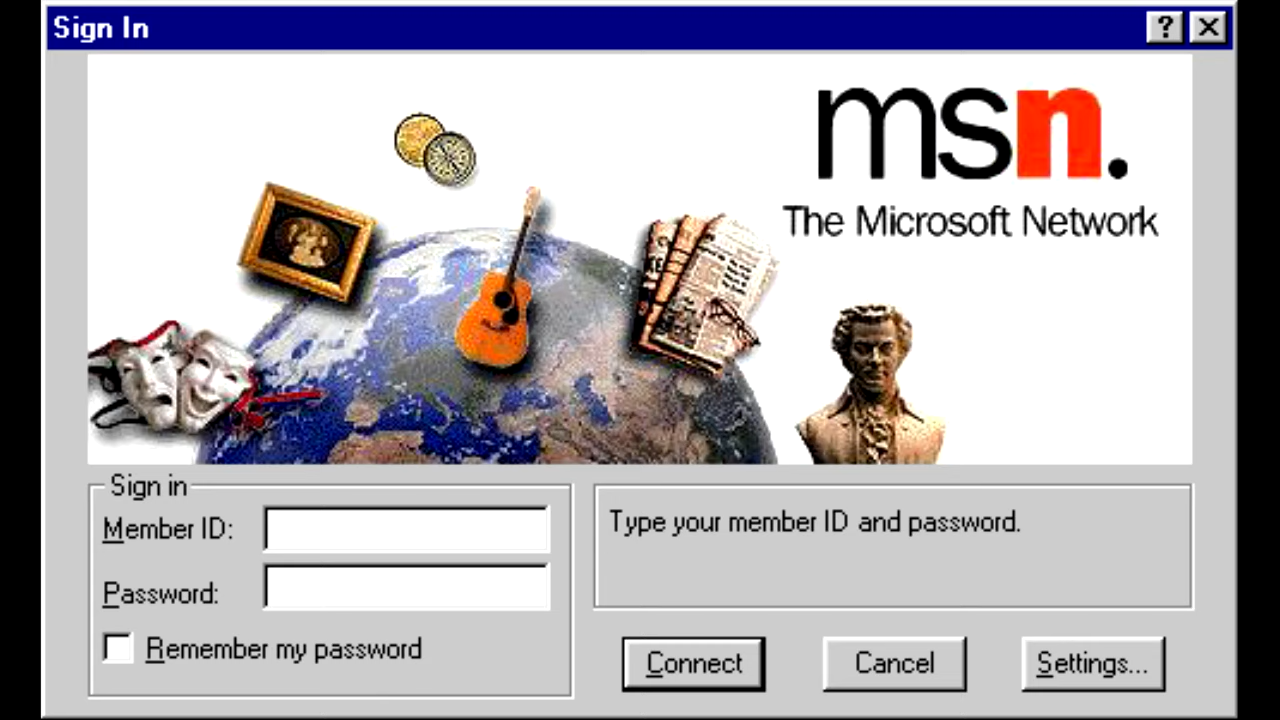 Sign In
msn.
The Microsoft Network
Sign in
Member ID:
Password:
Remember my password
Type your member ID and password.
Connect
Cancel
Settings...